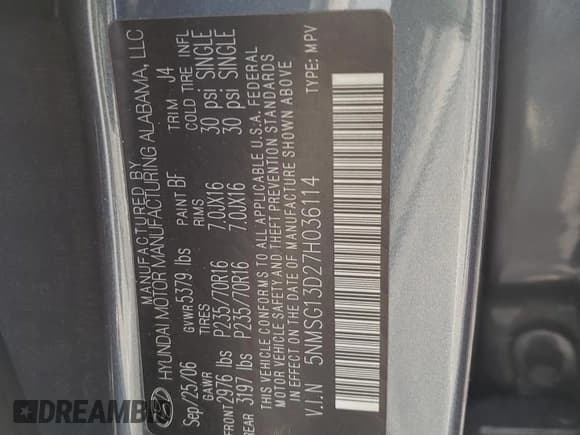 MANUFACTURED BY
HYUNDAI MOTOR MANUFACTURING ALABAMA, LLC
Sep/25/06 GVWR 5379 lbs PAINT BF TRIM J4
GAWR TIRES RIMS COLD TIRE INFL
FRONT 2976 lbs P235/70R16 7.0JX16 30 psi SINGLE
REAR 3197 lbs P235/70R16 7.0JX16 30 psi SINGLE
THIS VEHICLE CONFORMS TO ALL APPLICABLE U.S.A. FEDERAL
MOTOR VEHICLE SAFETY AND THEFT PREVENTION STANDARDS
IN EFFECT ON THE DATE OF MANUFACTURE SHOWN ABOVE.
V.I.N 5NMSG13D27H036114 TYPE: MPV
DREAMBID